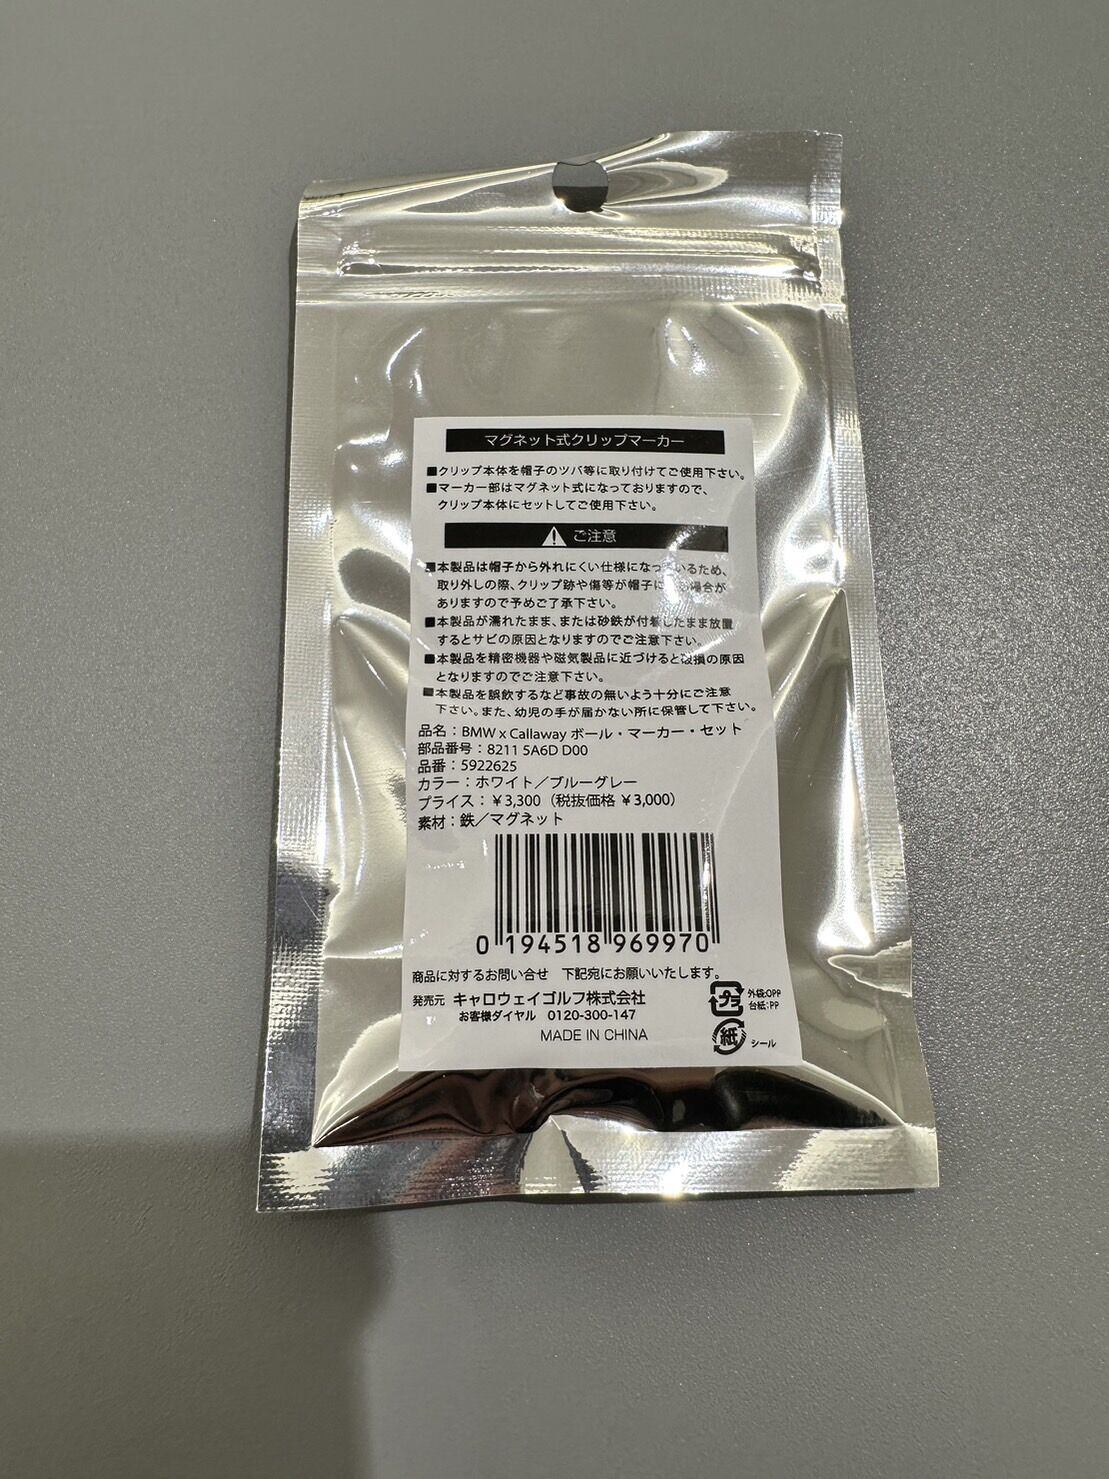 マグネット式クリップマーカー
■クリップ本体を帽子のツバ等に取り付けてご使用下さい。
■マーカー部はマグネット式になっておりますので、
クリップ本体にセットしてご使用下さい。
ご注意
■本製品は帽子から外れにくい仕様になっているため、
取り外しの際、クリップ跡や傷等が帽子に 場合が
ありますので予めご了承下さい。
■本製品が濡れたまま、または砂鉄が付着したまま放置
するとサビの原因となりますのでご注意下さい。
■本製品を精密機器や磁気製品に近づけると破損の原因
となりますのでご注意下さい。
■本製品を誤飲するなど事故の無いよう十分にご注意
下さい。また、幼児の手が届かない所に保管して下さい。
品名：BMW x Callaway ボール・マーカー・セット
部品番号：8211 5A6D D00
品番：5922625
カラー：ホワイト／ブルーグレー
プライス：￥3,300（税抜価格 ￥3,000）
素材：鉄／マグネット
0 194518 969970
商品に対するお問い合せ 下記宛にお願いいたします。
発売元 キャロウェイゴルフ株式会社
お客様ダイヤル 0120-300-147
MADE IN CHINA
プラ 外袋:OPP
台紙:PP
紙 シール